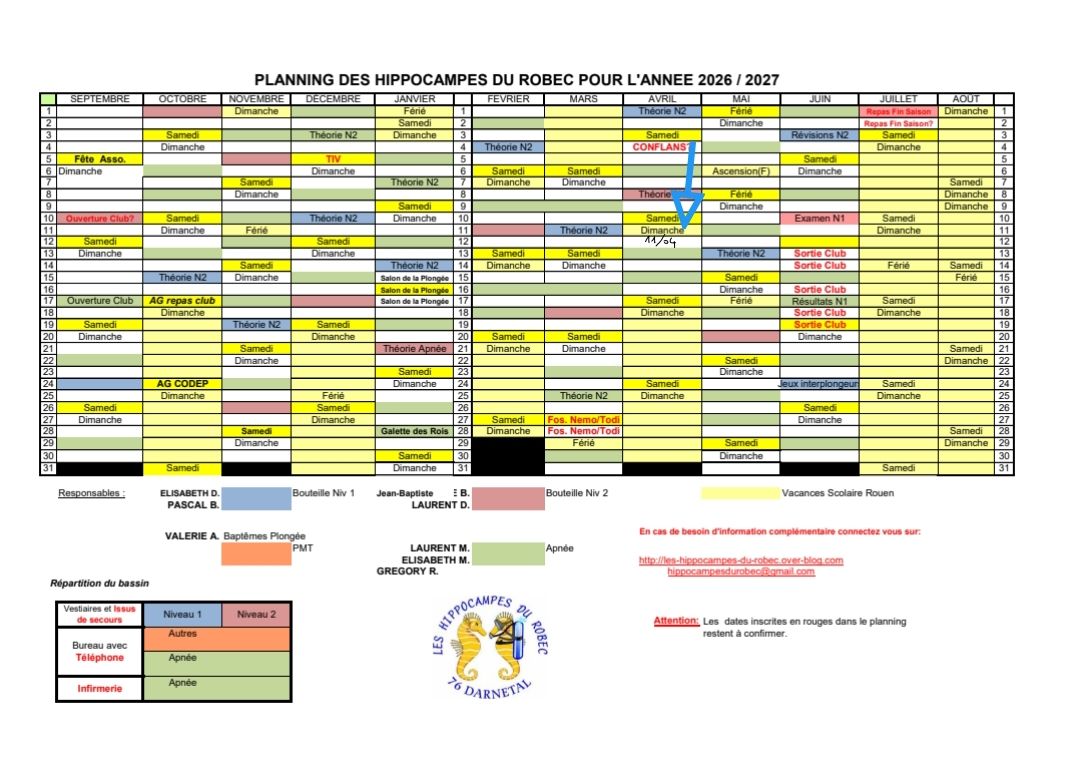 PLANNING DES HIPPOCAMPES DU ROBEC POUR L'ANNEE 2026 / 2027
SEPTEMBRE OCTOBRE NOVEMBRE DÉCEMBRE JANVIER FEVRIER MARS AVRIL MAI JUIN JUILLET AOÛT
1 Dimanche Férié 1 Théorie N2 Férié Repas Fin Saison Dimanche 1
2 Samedi 2 Dimanche Repas Fin Saison? 2
3 Samedi Théorie N2 Dimanche 3 Samedi Révisions N2 Samedi 3
4 Dimanche 4 Théorie N2 CONFLANS? Dimanche 4
5 Fête Asso. TIV 5 Samedi 5
6 Dimanche Dimanche 6 Samedi Samedi Ascension(F) Dimanche 6
7 Samedi Théorie N2 7 Dimanche Dimanche Samedi 7
8 Dimanche 8 Théorie Férié Dimanche 8
9 Samedi 9 Dimanche Dimanche 9
10 Ouverture Club? Samedi Théorie N2 Dimanche 10 Samedi Examen N1 Samedi 10
11 Dimanche Férié 11 Théorie N2 Dimanche Dimanche 11
12 Samedi Samedi 12 11/04 12
13 Dimanche Dimanche 13 Samedi Samedi Théorie N2 Sortie Club 13
14 Samedi Théorie N2 14 Dimanche Dimanche Sortie Club Férié Samedi 14
15 Théorie N2 Dimanche Salon de la Plongée 15 Samedi Férié 15
16 Salon de la Plongée 16 Dimanche Sortie Club 16
17 Ouverture Club AG repas club Salon de la Plongée 17 Samedi Férié Résultats N1 Samedi 17
18 Dimanche 18 Dimanche Sortie Club Dimanche 18
19 Samedi Théorie N2 Samedi 19 Sortie Club 19
20 Dimanche Dimanche 20 Samedi Samedi Dimanche 20
21 Samedi Théorie Apnée 21 Dimanche Dimanche Samedi 21
22 Dimanche 22 Samedi Dimanche 22
23 Samedi 23 Dimanche 23
24 AG CODEP Dimanche 24 Samedi Jeux interplongeur Samedi 24
25 Dimanche Férié 25 Théorie N2 Dimanche Dimanche 25
26 Samedi Samedi 26 Samedi 26
27 Dimanche Dimanche 27 Samedi Fos. Nemo/Todi Dimanche 27
28 Samedi Galette des Rois 28 Dimanche Fos. Nemo/Todi Samedi 28
29 Dimanche 29 Férié Samedi Dimanche 29
30 Samedi 30 Dimanche 30
31 Samedi Dimanche 31 Samedi 31
Responsables : ELISABETH D. Bouteille Niv 1 Jean-Baptiste B. Bouteille Niv 2 Vacances Scolaire Rouen
PASCAL B. LAURENT D.
VALERIE A. Baptêmes Plongée
PMT LAURENT M. Apnée
ELISABETH M.
GREGORY R.
En cas de besoin d'information complémentaire connectez vous sur:
http://les-hippocampes-du-robec.over-blog.com
hippocampesdurobec@gmail.com
Répartition du bassin
Vestiaires et Issus de secours Niveau 1 Niveau 2
Bureau avec Téléphone Autres
Apnée
Infirmerie Apnée
LES HIPPOCAMPES DU ROBEC
76 DARNETAL
Attention: Les dates inscrites en rouges dans le planning
restent à confirmer.